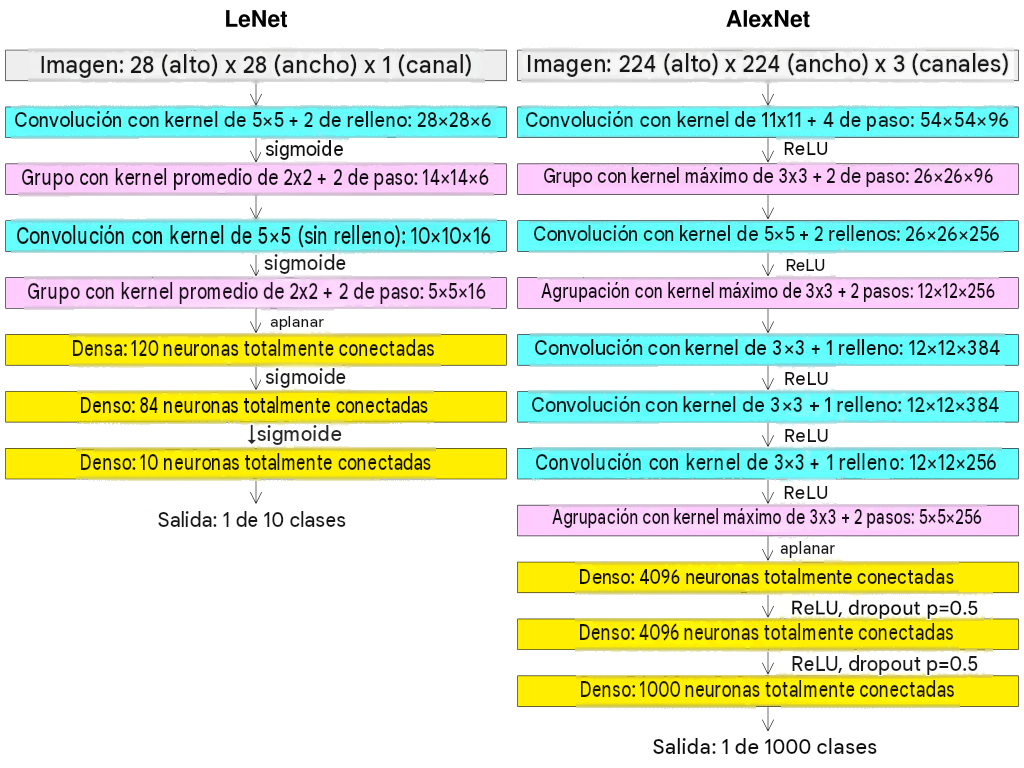 LeNet
Imagen: 28 (alto) x 28 (ancho) x 1 (canal)
Convolución con kernel de 5×5 + 2 de relleno: 28×28×6
sigmoide
Grupo con kernel promedio de 2x2 + 2 de paso: 14×14×6
Convolución con kernel de 5×5 (sin relleno): 10×10×16
sigmoide
Grupo con kernel promedio de 2x2 + 2 de paso: 5×5×16
aplanar
Densa: 120 neuronas totalmente conectadas
sigmoide
Denso: 84 neuronas totalmente conectadas
sigmoide
Denso: 10 neuronas totalmente conectadas
Salida: 1 de 10 clases
AlexNet
Imagen: 224 (alto) x 224 (ancho) x 3 (canales)
Convolución con kernel de 11x11 + 4 de paso: 54×54×96
ReLU
Grupo con kernel máximo de 3x3 + 2 de paso: 26×26×96
Convolución con kernel de 5×5 + 2 rellenos: 26×26×256
ReLU
Agrupación con kernel máximo de 3x3 + 2 pasos: 12×12×256
Convolución con kernel de 3×3 + 1 relleno: 12×12×384
ReLU
Convolución con kernel de 3×3 + 1 relleno: 12×12×384
ReLU
Convolución con kernel de 3×3 + 1 relleno: 12×12×256
ReLU
Agrupación con kernel máximo de 3x3 + 2 pasos: 5×5×256
aplanar
Denso: 4096 neuronas totalmente conectadas
ReLU, dropout p=0.5
Denso: 4096 neuronas totalmente conectadas
ReLU, dropout p=0.5
Denso: 1000 neuronas totalmente conectadas
Salida: 1 de 1000 clases